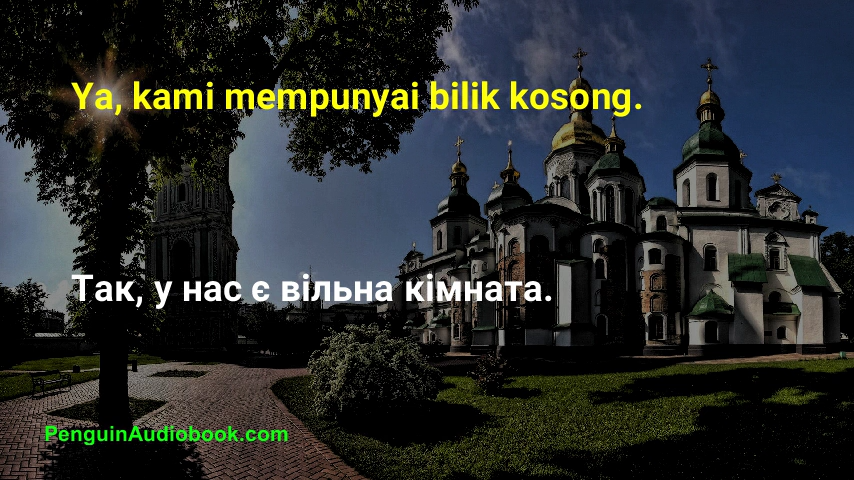 Ya, kami mempunyai bilik kosong.
Так, у нас є вільна кімната.
PenguinAudiobook.com